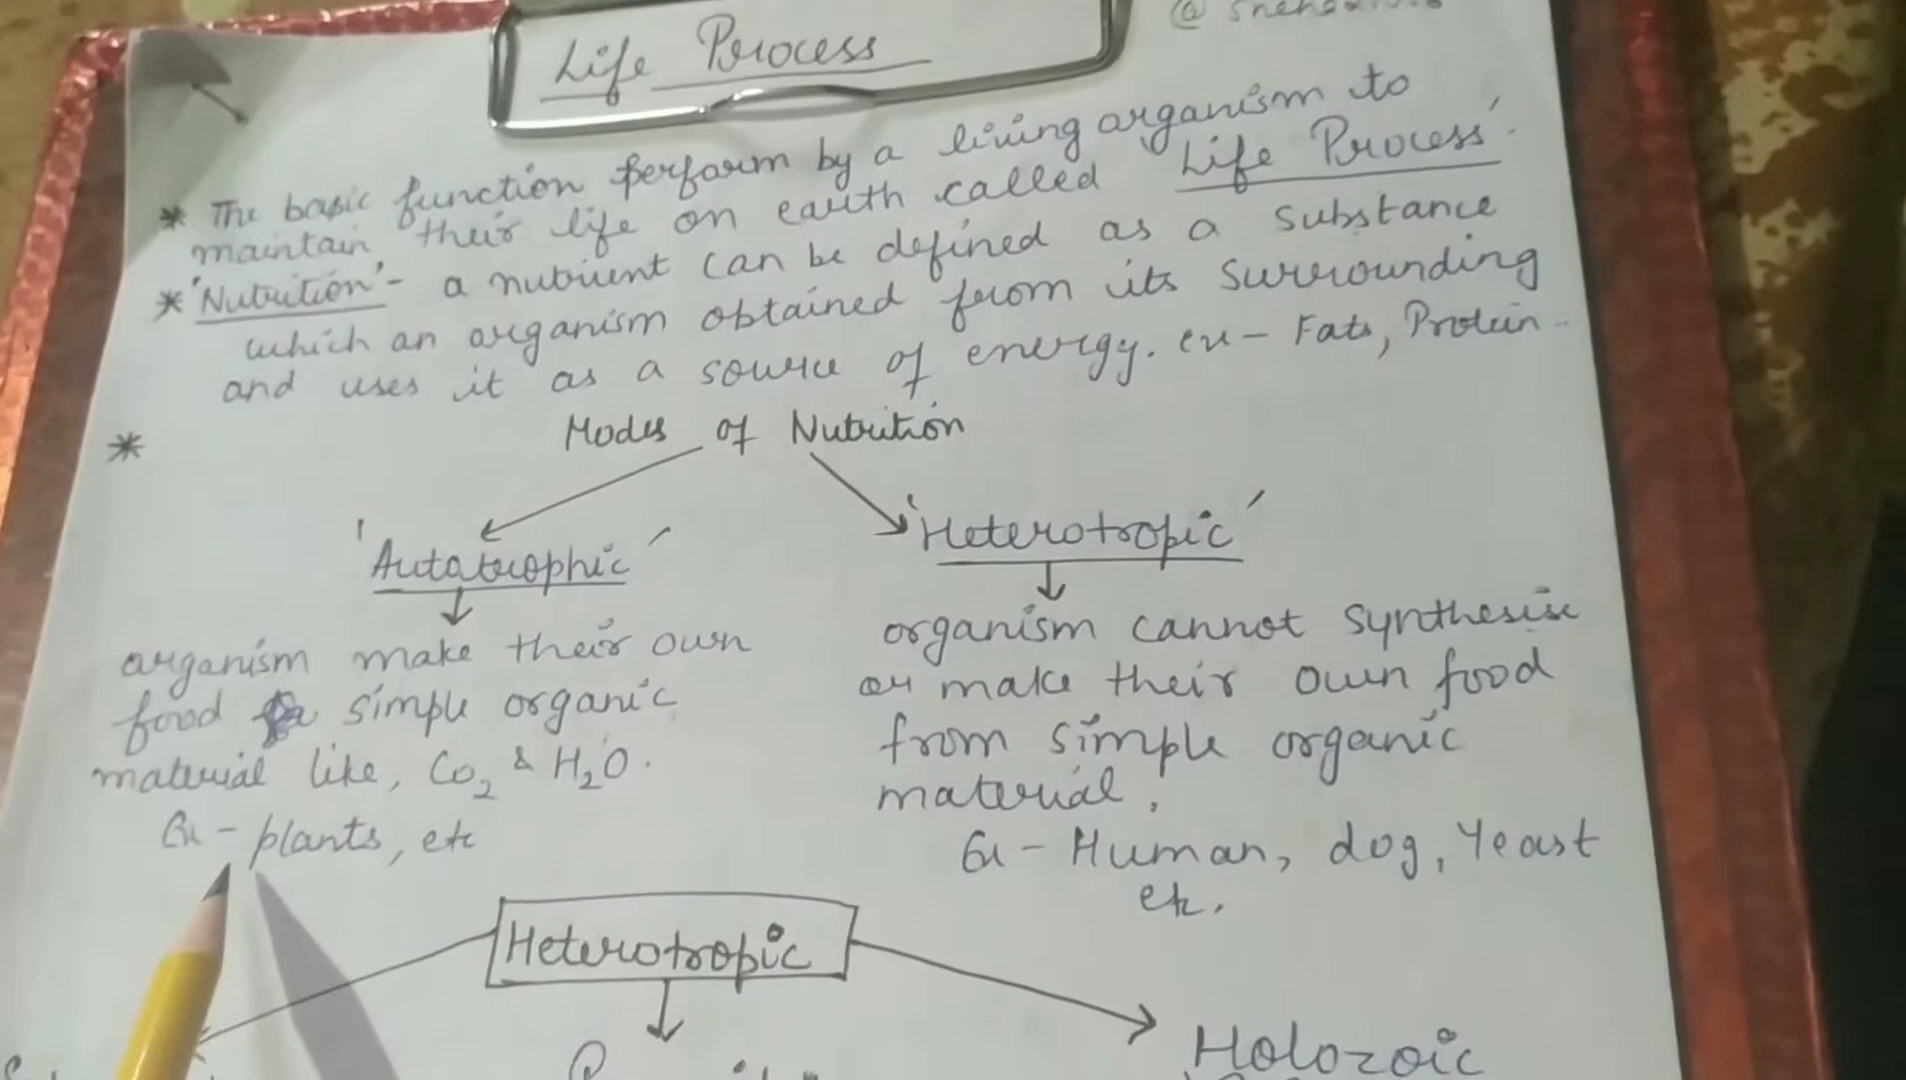 Life Process
* The basic function perform by a living organism to
maintain their life on earth called 'Life Process'.
* 'Nutrition' - a nutrient can be defined as a substance
which an organism obtained from its surrounding
and uses it as a source of energy. ex - Fats, Protein
* Modes of Nutrition
'Autotrophic'
organism make their own
food simple organic
material like, Co2 & H2O.
Ex - plants, etc
'Heterotropic'
organism cannot synthesise
or make their own food
from simple organic
material.
Ex - Human, dog, Yeast
etc.
Heterotropic
Holozoic